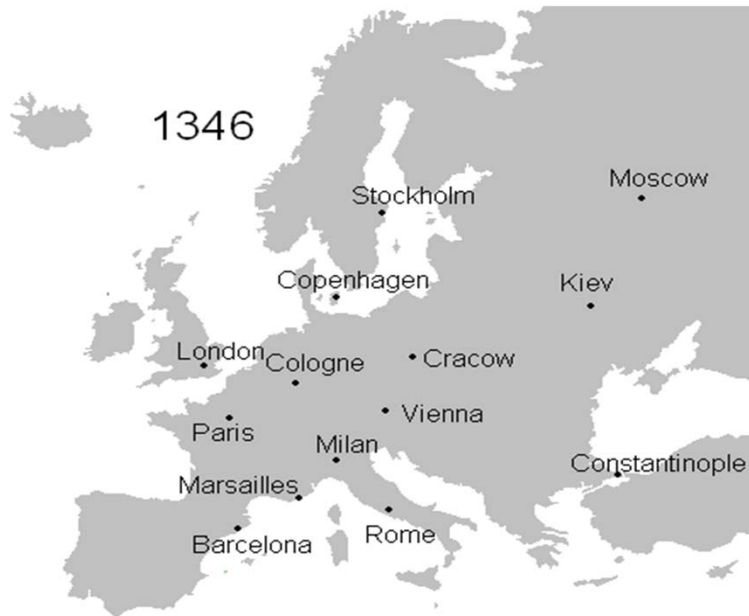 1346
Moscow
Stockholm
Copenhagen
Kiev
London
Cologne
Cracow
Paris
Vienna
Milan
Constantinople
Marsailles
Rome
Barcelona